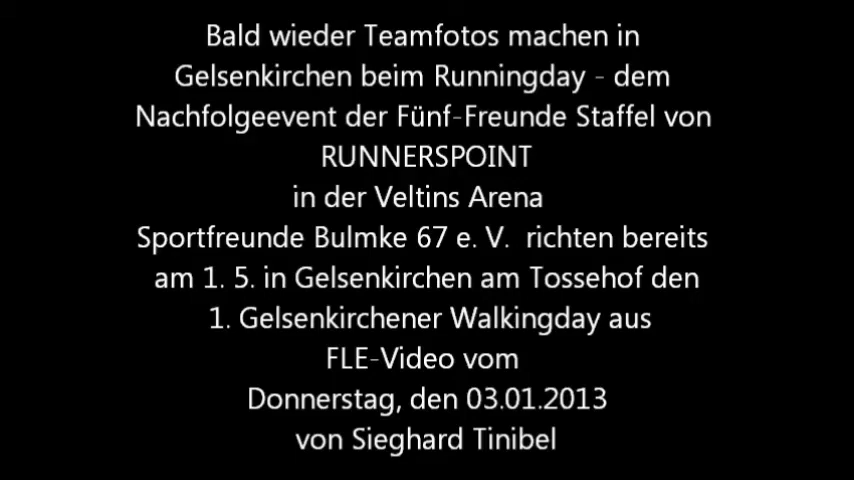 Bald wieder Teamfotos machen in
Gelsenkirchen beim Runningday - dem
Nachfolgeevent der Fünf-Freunde Staffel von
RUNNERSPOINT
in der Veltins Arena
Sportfreunde Bulmke 67 e. V.  richten bereits
am 1. 5. in Gelsenkirchen am Tossehof den
1. Gelsenkirchener Walkingday aus
FLE-Video vom
Donnerstag, den 03.01.2013
von Sieghard Tinibel